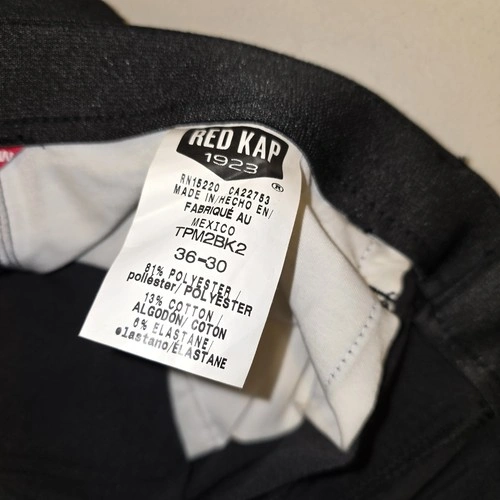 RED KAP
1923
®
RN15220 CA22753
MADE IN/HECHO EN/
FABRIQUÉ AU
MEXICO
TPM2BK2
36-30
81% POLYESTER/
poliéster/POLYESTER
13% COTTON/
ALGODÓN/COTON
6% ELASTANE/
elastano/ÉLASTANE